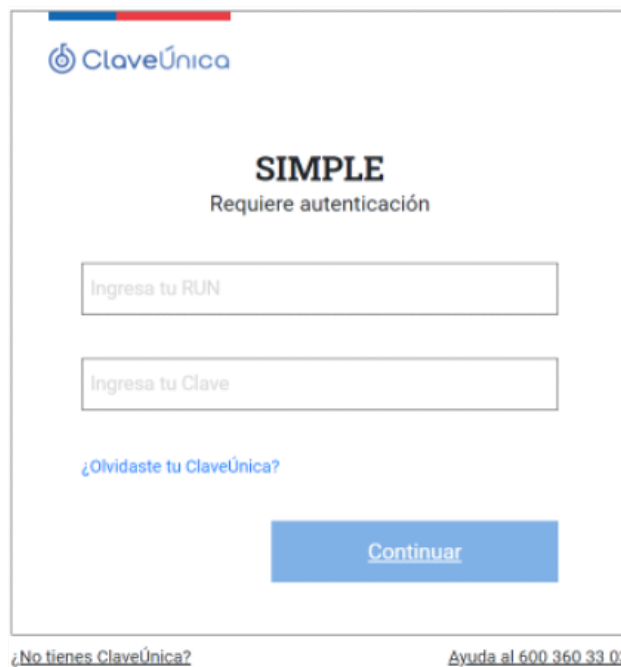 ClaveÚnica
SIMPLE
Requiere autenticación
Ingresa tu RUN
Ingresa tu Clave
¿Olvidaste tu ClaveÚnica?
Continuar
¿No tienes ClaveÚnica?
Ayuda al 600 360 33 03